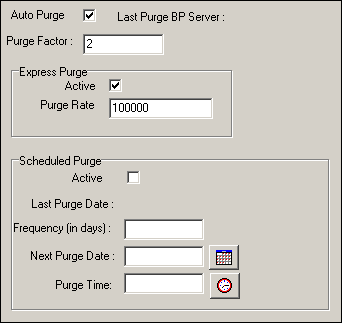 Auto Purge Last Purge BP Server :
Purge Factor : 2
Express Purge
Active
Purge Rate 100000
Scheduled Purge
Active
Last Purge Date :
Frequency (in days) :
Next Purge Date :
Purge Time: